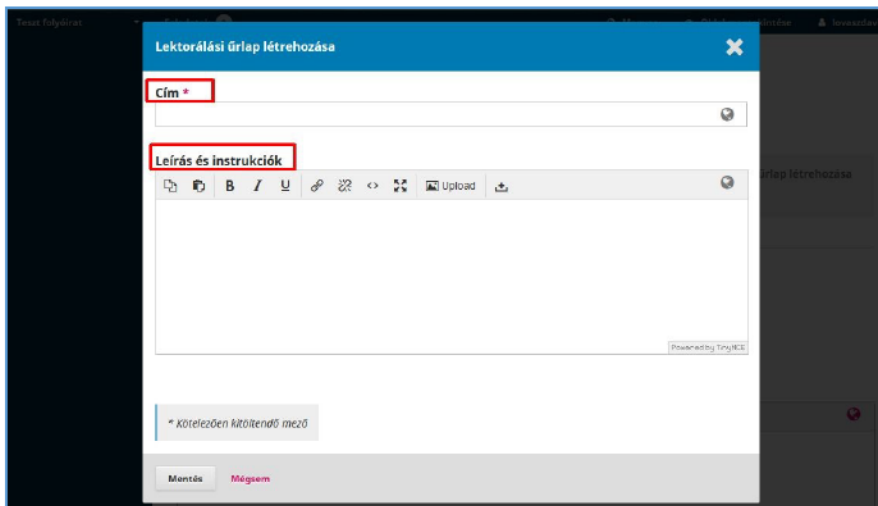 Teszt folyóirat
Lektorálási űrlap létrehozása
Cím *
Leírás és instrukciók
B I U
Upload
űrlap létrehozása
Powered by TinyMCE
* Kötelezően kitöltendő mező
Mentés Mégsem